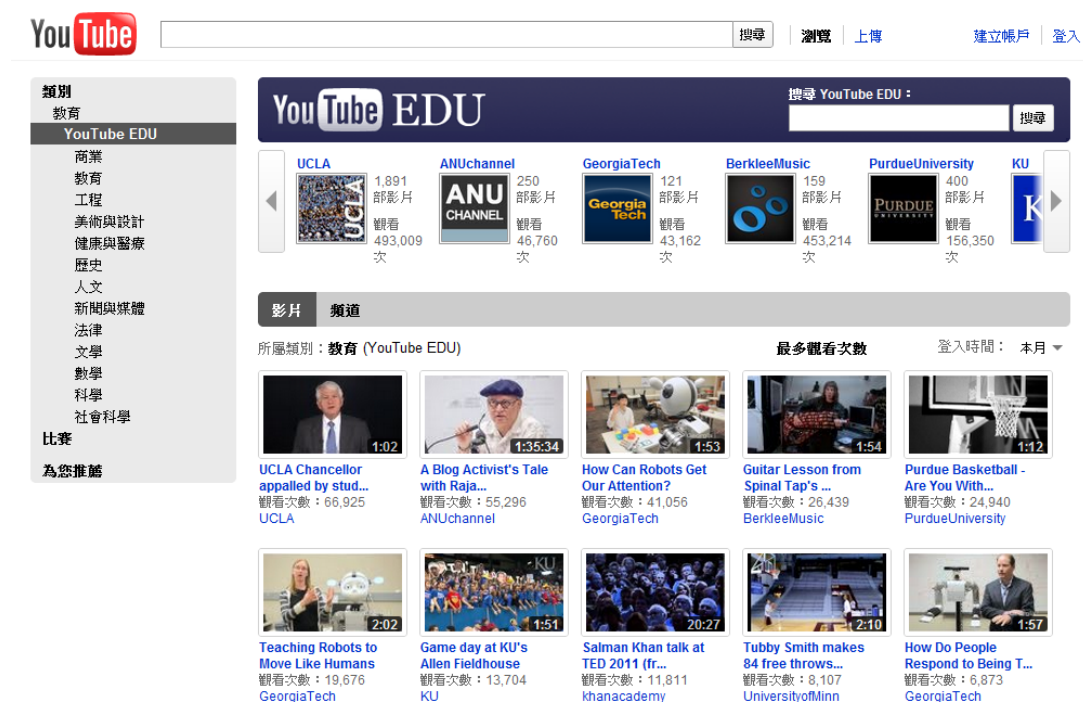 YouTube
搜尋
瀏覽
上傳
建立帳戶
登入
類別
教育
YouTube EDU
商業
教育
工程
美術與設計
健康與醫療
歷史
人文
新聞與媒體
法律
文學
數學
科學
社會科學
比賽
為您推薦
YouTube EDU
搜尋 YouTube EDU：
搜尋
UCLA
UCLA
1,891
部影片
觀看
493,009
次
ANUchannel
ANU
CHANNEL
250
部影片
觀看
46,760
次
GeorgiaTech
Georgia
Tech
121
部影片
觀看
43,162
次
BerkleeMusic
159
部影片
觀看
453,214
次
PurdueUniversity
PURDUE
UNIVERSITY
400
部影片
觀看
156,350
次
KU
K
影片
頻道
所屬類別：教育 (YouTube EDU)
最多觀看次數
登入時間：
本月
1:02
UCLA Chancellor
appalled by stud...
觀看次數：66,925
UCLA
1:35:34
A Blog Activist's Tale
with Raja...
觀看次數：55,296
ANUchannel
1:53
How Can Robots Get
Our Attention?
觀看次數：41,056
GeorgiaTech
1:54
Guitar Lesson from
Spinal Tap's ...
觀看次數：26,439
BerkleeMusic
1:12
Purdue Basketball -
Are You With...
觀看次數：24,940
PurdueUniversity
2:02
Teaching Robots to
Move Like Humans
觀看次數：19,676
GeorgiaTech
KU
1:51
Game day at KU's
Allen Fieldhouse
觀看次數：13,704
KU
20:27
Salman Khan talk at
TED 2011 (fr...
觀看次數：11,811
khanacademy
2:10
Tubby Smith makes
84 free throws...
觀看次數：8,107
UniversityofMinn
1:57
How Do People
Respond to Being T...
觀看次數：6,873
GeorgiaTech